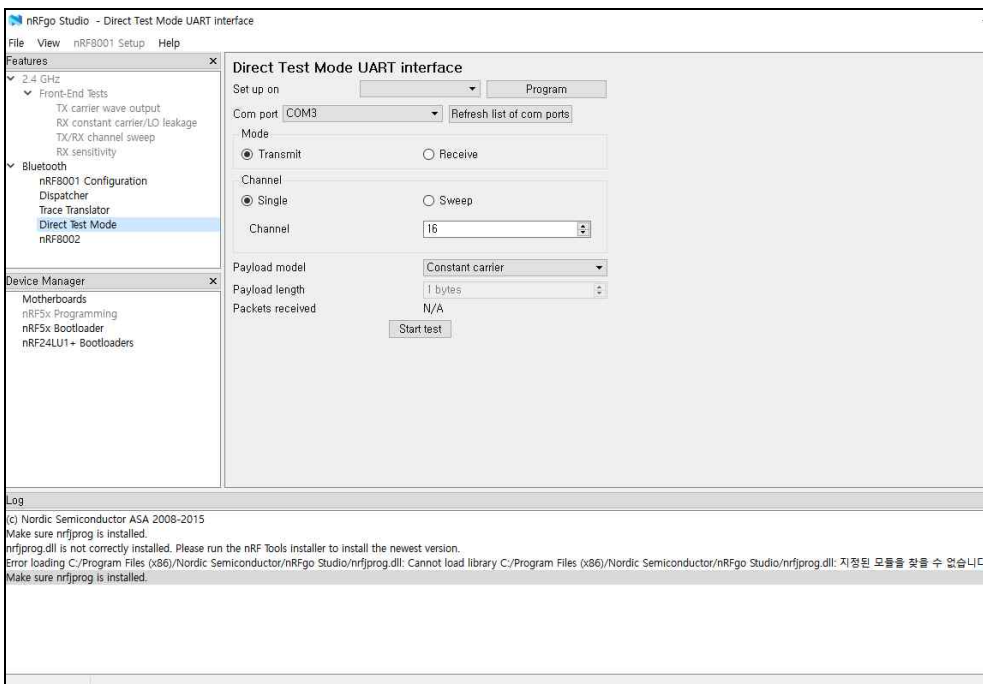 nRFgo Studio - Direct Test Mode UART interface
File View nRF8001 Setup Help
Features
2.4 GHz
Front-End Tests
TX carrier wave output
RX constant carrier/LO leakage
TX/RX channel sweep
RX sensitivity
Bluetooth
nRF8001 Configuration
Dispatcher
Trace Translator
Direct Test Mode
nRF8002
Device Manager
Motherboards
nRF5x Programming
nRF5x Bootloader
nRF24LU1+ Bootloaders
Direct Test Mode UART interface
Set up on Program
Com port COM3 Refresh list of com ports
Mode
Transmit Receive
Channel
Single Sweep
Channel 16
Payload model Constant carrier
Payload length 1 bytes
Packets received N/A
Start test
Log
(c) Nordic Semiconductor ASA 2008-2015
Make sure nrfjprog is installed.
nrfjprog.dll is not correctly installed. Please run the nRF Tools installer to install the newest version.
Error loading C:/Program Files (x86)/Nordic Semiconductor/nRFgo Studio/nrfjprog.dll: Cannot load library C:/Program Files (x86)/Nordic Semiconductor/nRFgo Studio/nrfjprog.dll: 지정된 모듈을 찾을 수 없습니다
Make sure nrfjprog is installed.